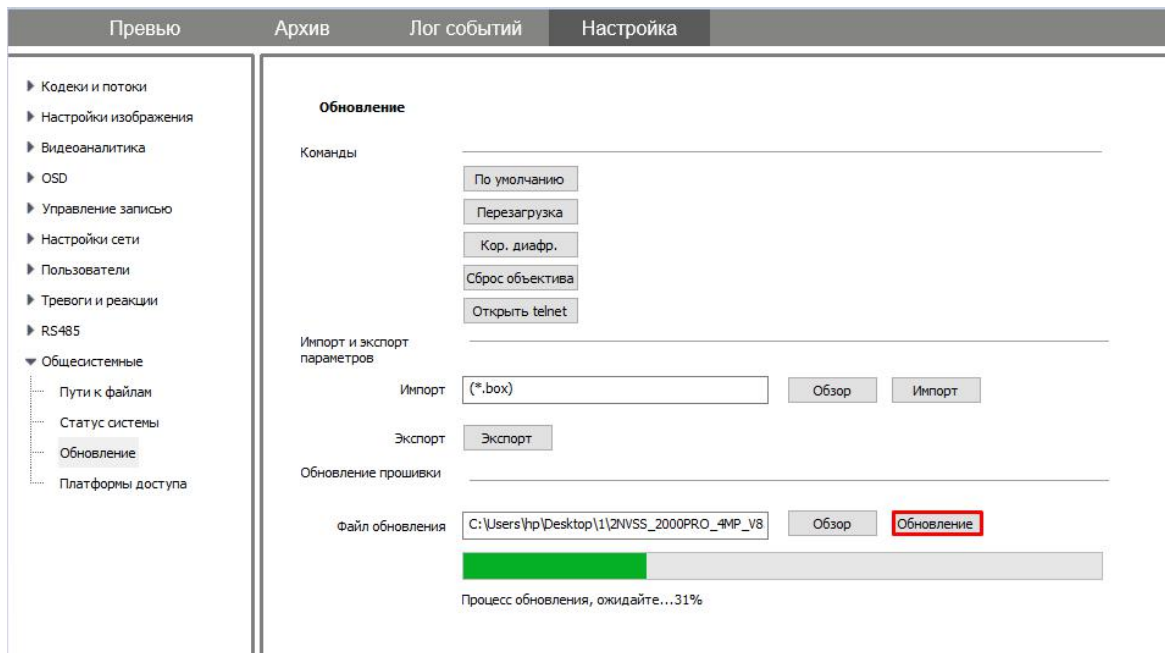 Превью Архив Лог событий Настройка
Кодеки и потоки
Настройки изображения
Видеоаналитика
OSD
Управление записью
Настройки сети
Пользователи
Тревоги и реакции
RS485
Общесистемные
Пути к файлам
Статус системы
Обновление
Платформы доступа
Обновление
Команды
По умолчанию
Перезагрузка
Кор. диафр.
Сброс объектива
Открыть telnet
Импорт и экспорт
параметров
Импорт (*.box) Обзор Импорт
Экспорт Экспорт
Обновление прошивки
Файл обновления C:\Users\hp\Desktop\1\2NVSS_2000PRO_4MP_V8 Обзор Обновление
Процесс обновления, ожидайте...31%